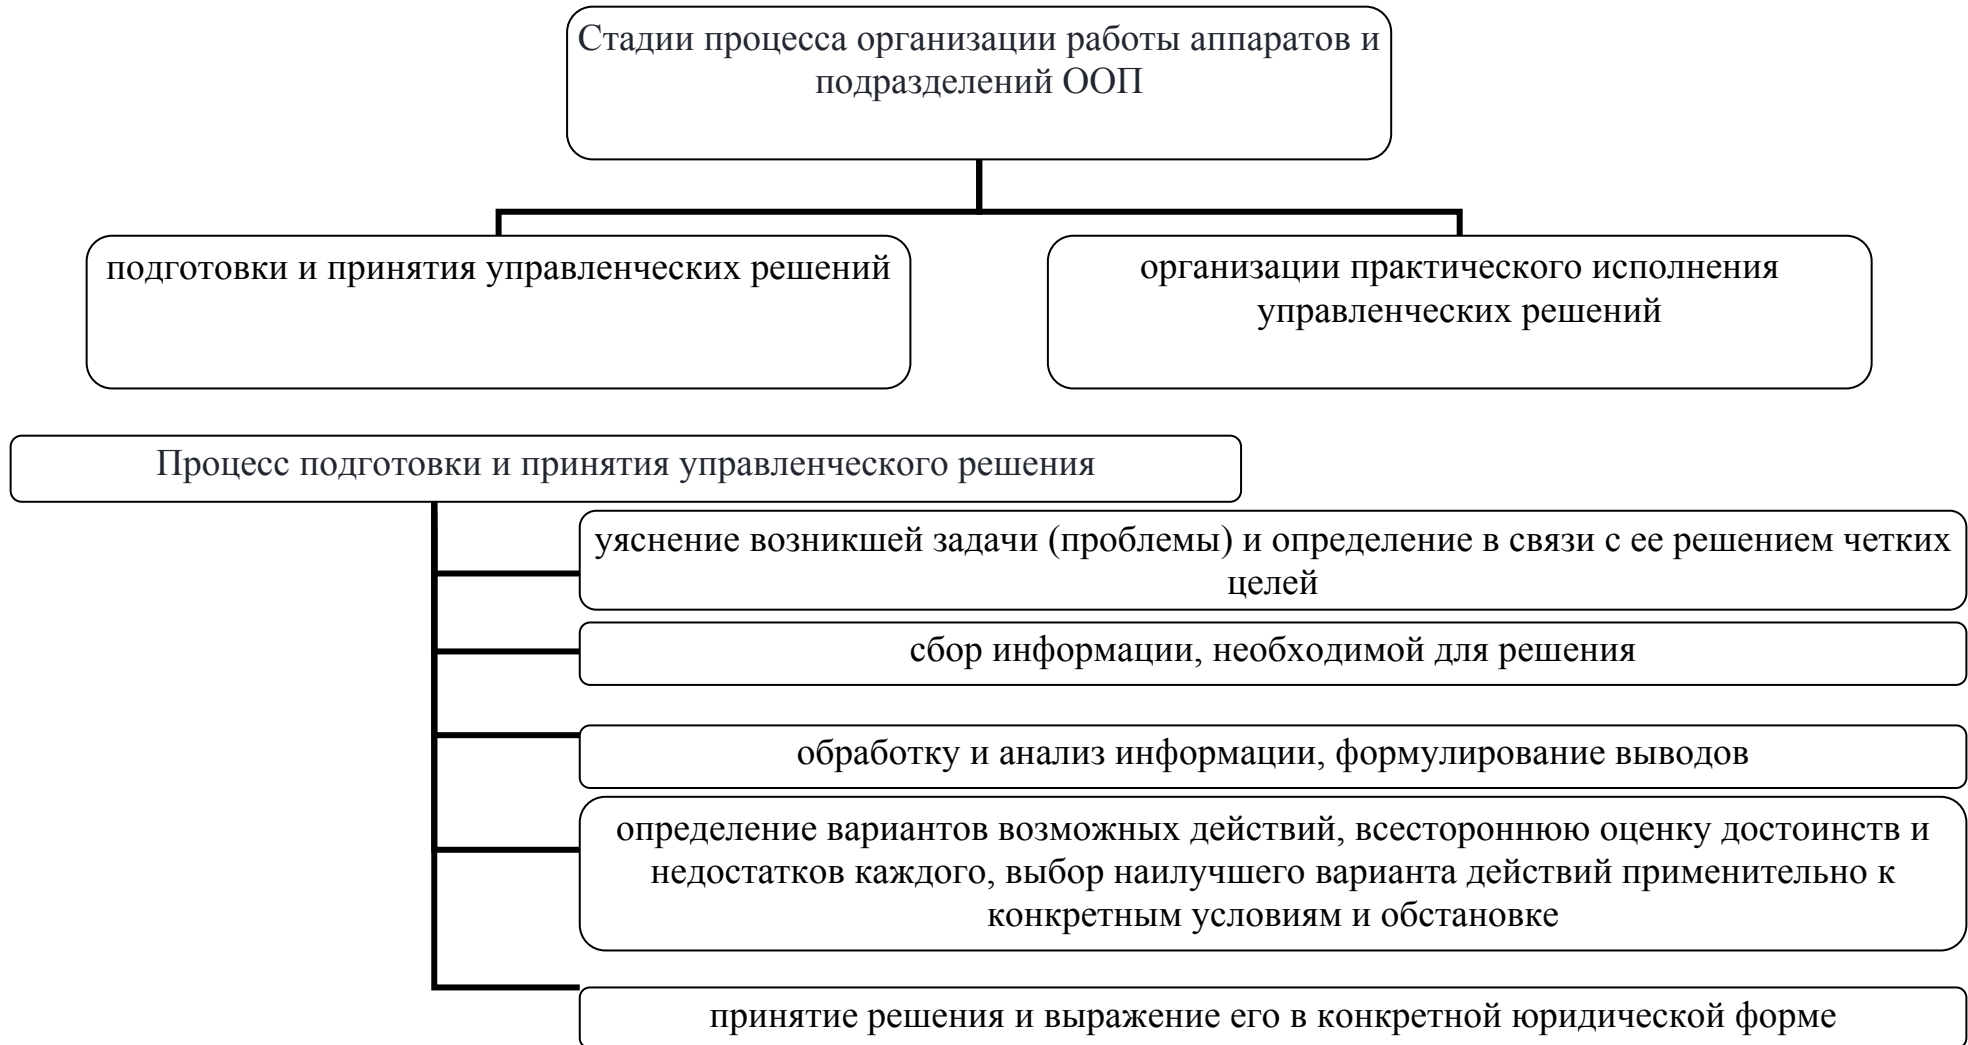 Стадии процесса организации работы аппаратов и
подразделений ООП
подготовки и принятия управленческих решений
организации практического исполнения
управленческих решений
Процесс подготовки и принятия управленческого решения
уяснение возникшей задачи (проблемы) и определение в связи с ее решением четких
целей
сбор информации, необходимой для решения
обработку и анализ информации, формулирование выводов
определение вариантов возможных действий, всестороннюю оценку достоинств и
недостатков каждого, выбор наилучшего варианта действий применительно к
конкретным условиям и обстановке
принятие решения и выражение его в конкретной юридической форме